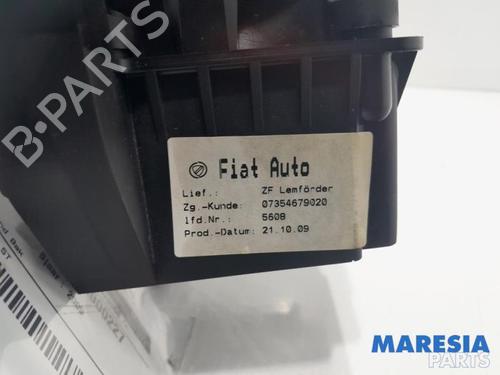 B-PARTS
Fiat Auto
Lief.: ZF Lemförder
Zg.-Kunde: 07354679020
lfd.Nr.: 5608
Prod.-Datum: 21.10.09
MARESIA
PARTS